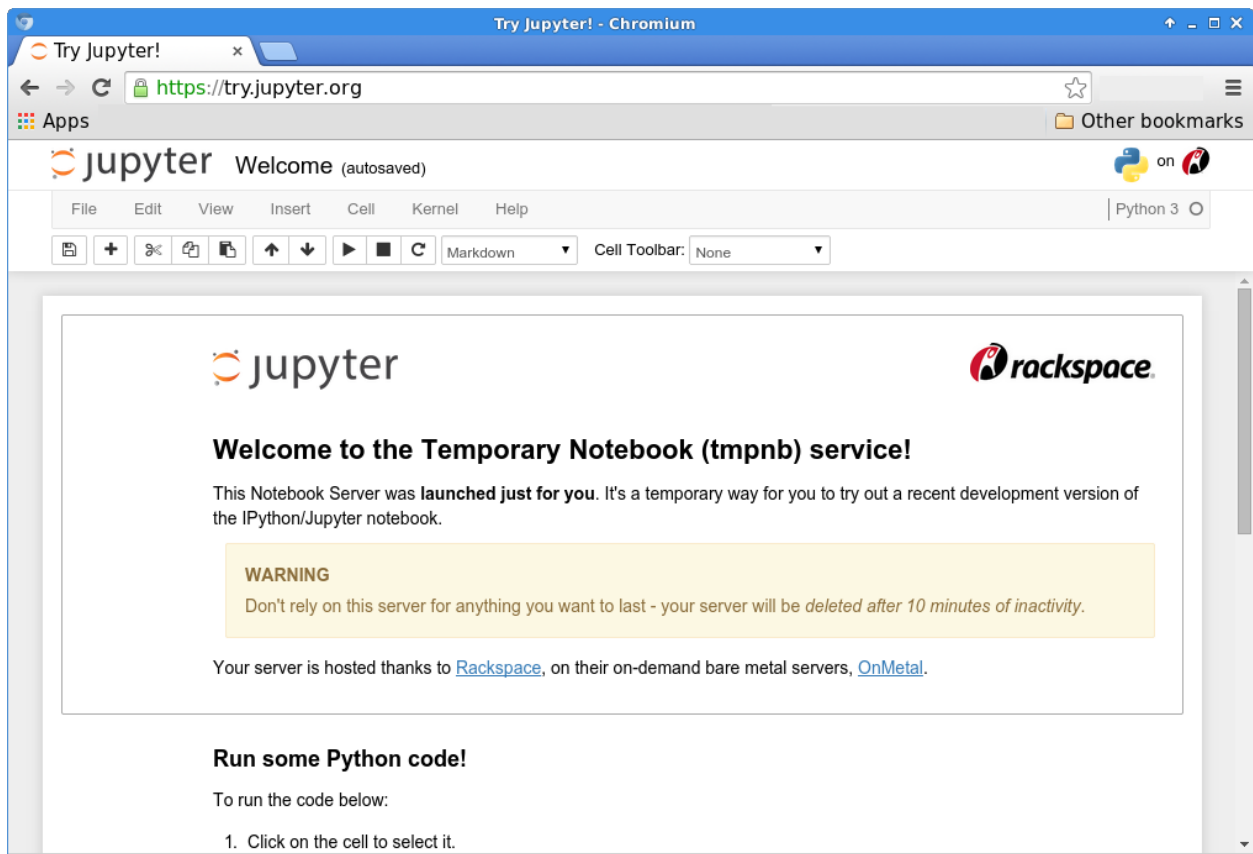 Try Jupyter! - Chromium
Try Jupyter!
https://try.jupyter.org
Apps
Other bookmarks
jupyter Welcome (autosaved) on
File Edit View Insert Cell Kernel Help Python 3
Markdown Cell Toolbar: None
jupyter rackspace.
Welcome to the Temporary Notebook (tmpnb) service!
This Notebook Server was launched just for you. It's a temporary way for you to try out a recent development version of
the IPython/Jupyter notebook.
WARNING
Don't rely on this server for anything you want to last - your server will be deleted after 10 minutes of inactivity.
Your server is hosted thanks to Rackspace, on their on-demand bare metal servers, OnMetal.
Run some Python code!
To run the code below:
1. Click on the cell to select it.